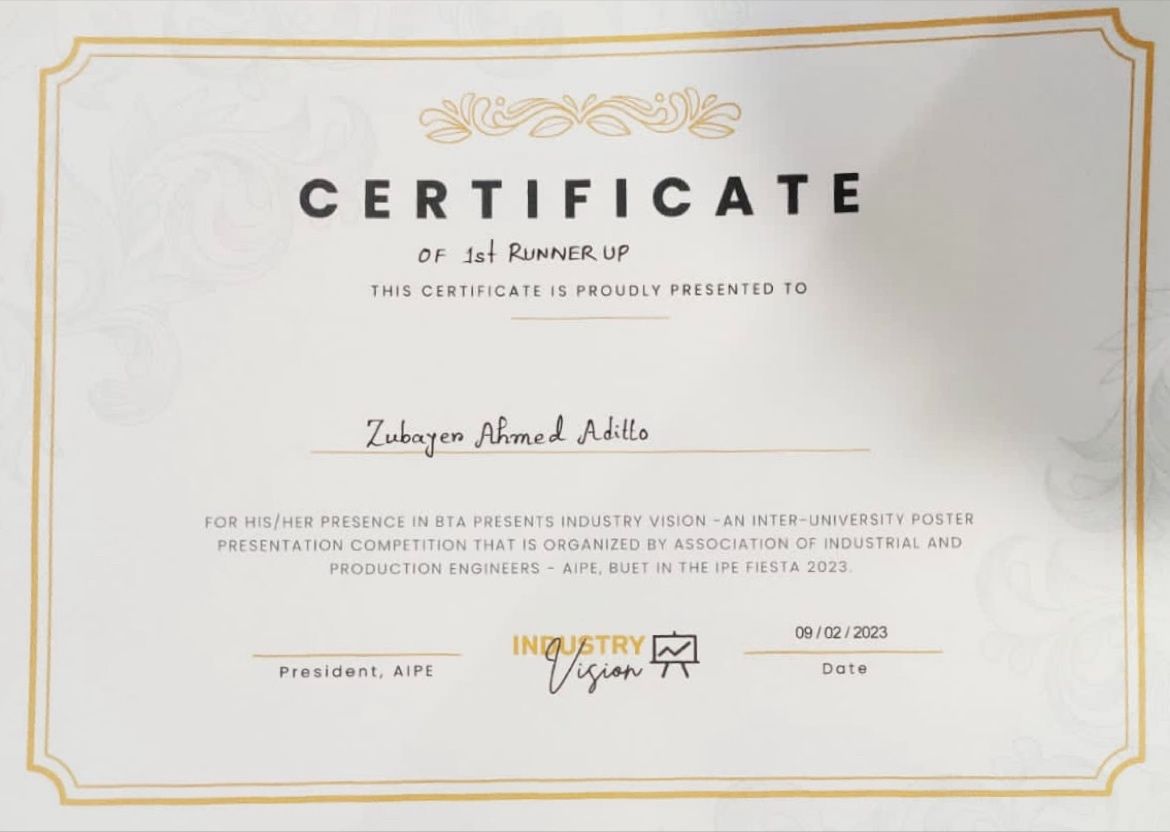 CERTIFICATE
OF 1st RUNNER UP
THIS CERTIFICATE IS PROUDLY PRESENTED TO
Zubayer Ahmed Aditto
FOR HIS/HER PRESENCE IN BTA PRESENTS INDUSTRY VISION -AN INTER-UNIVERSITY POSTER
PRESENTATION COMPETITION THAT IS ORGANIZED BY ASSOCIATION OF INDUSTRIAL AND
PRODUCTION ENGINEERS - AIPE, BUET IN THE IPE FIESTA 2023.
President, AIPE
INDUSTRY
Vision
09/02/2023
Date